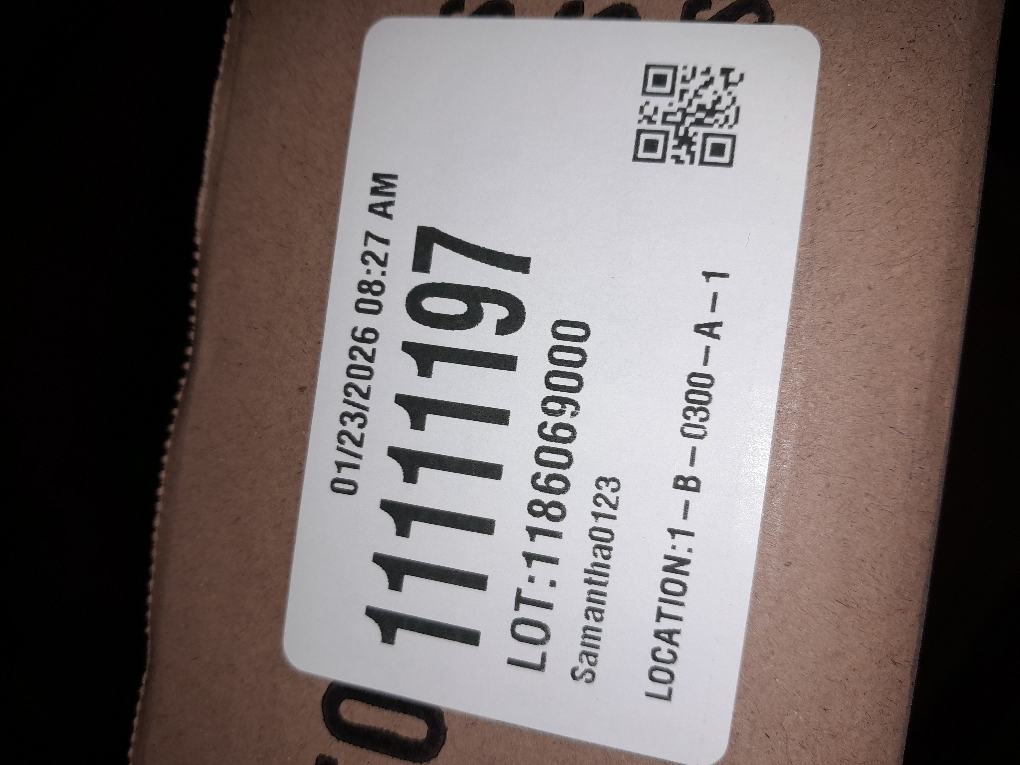 01/23/2026 08:27 AM
11111197
LOT:1186069000
Samantha0123
LOCATION:1-B-0300-A-1